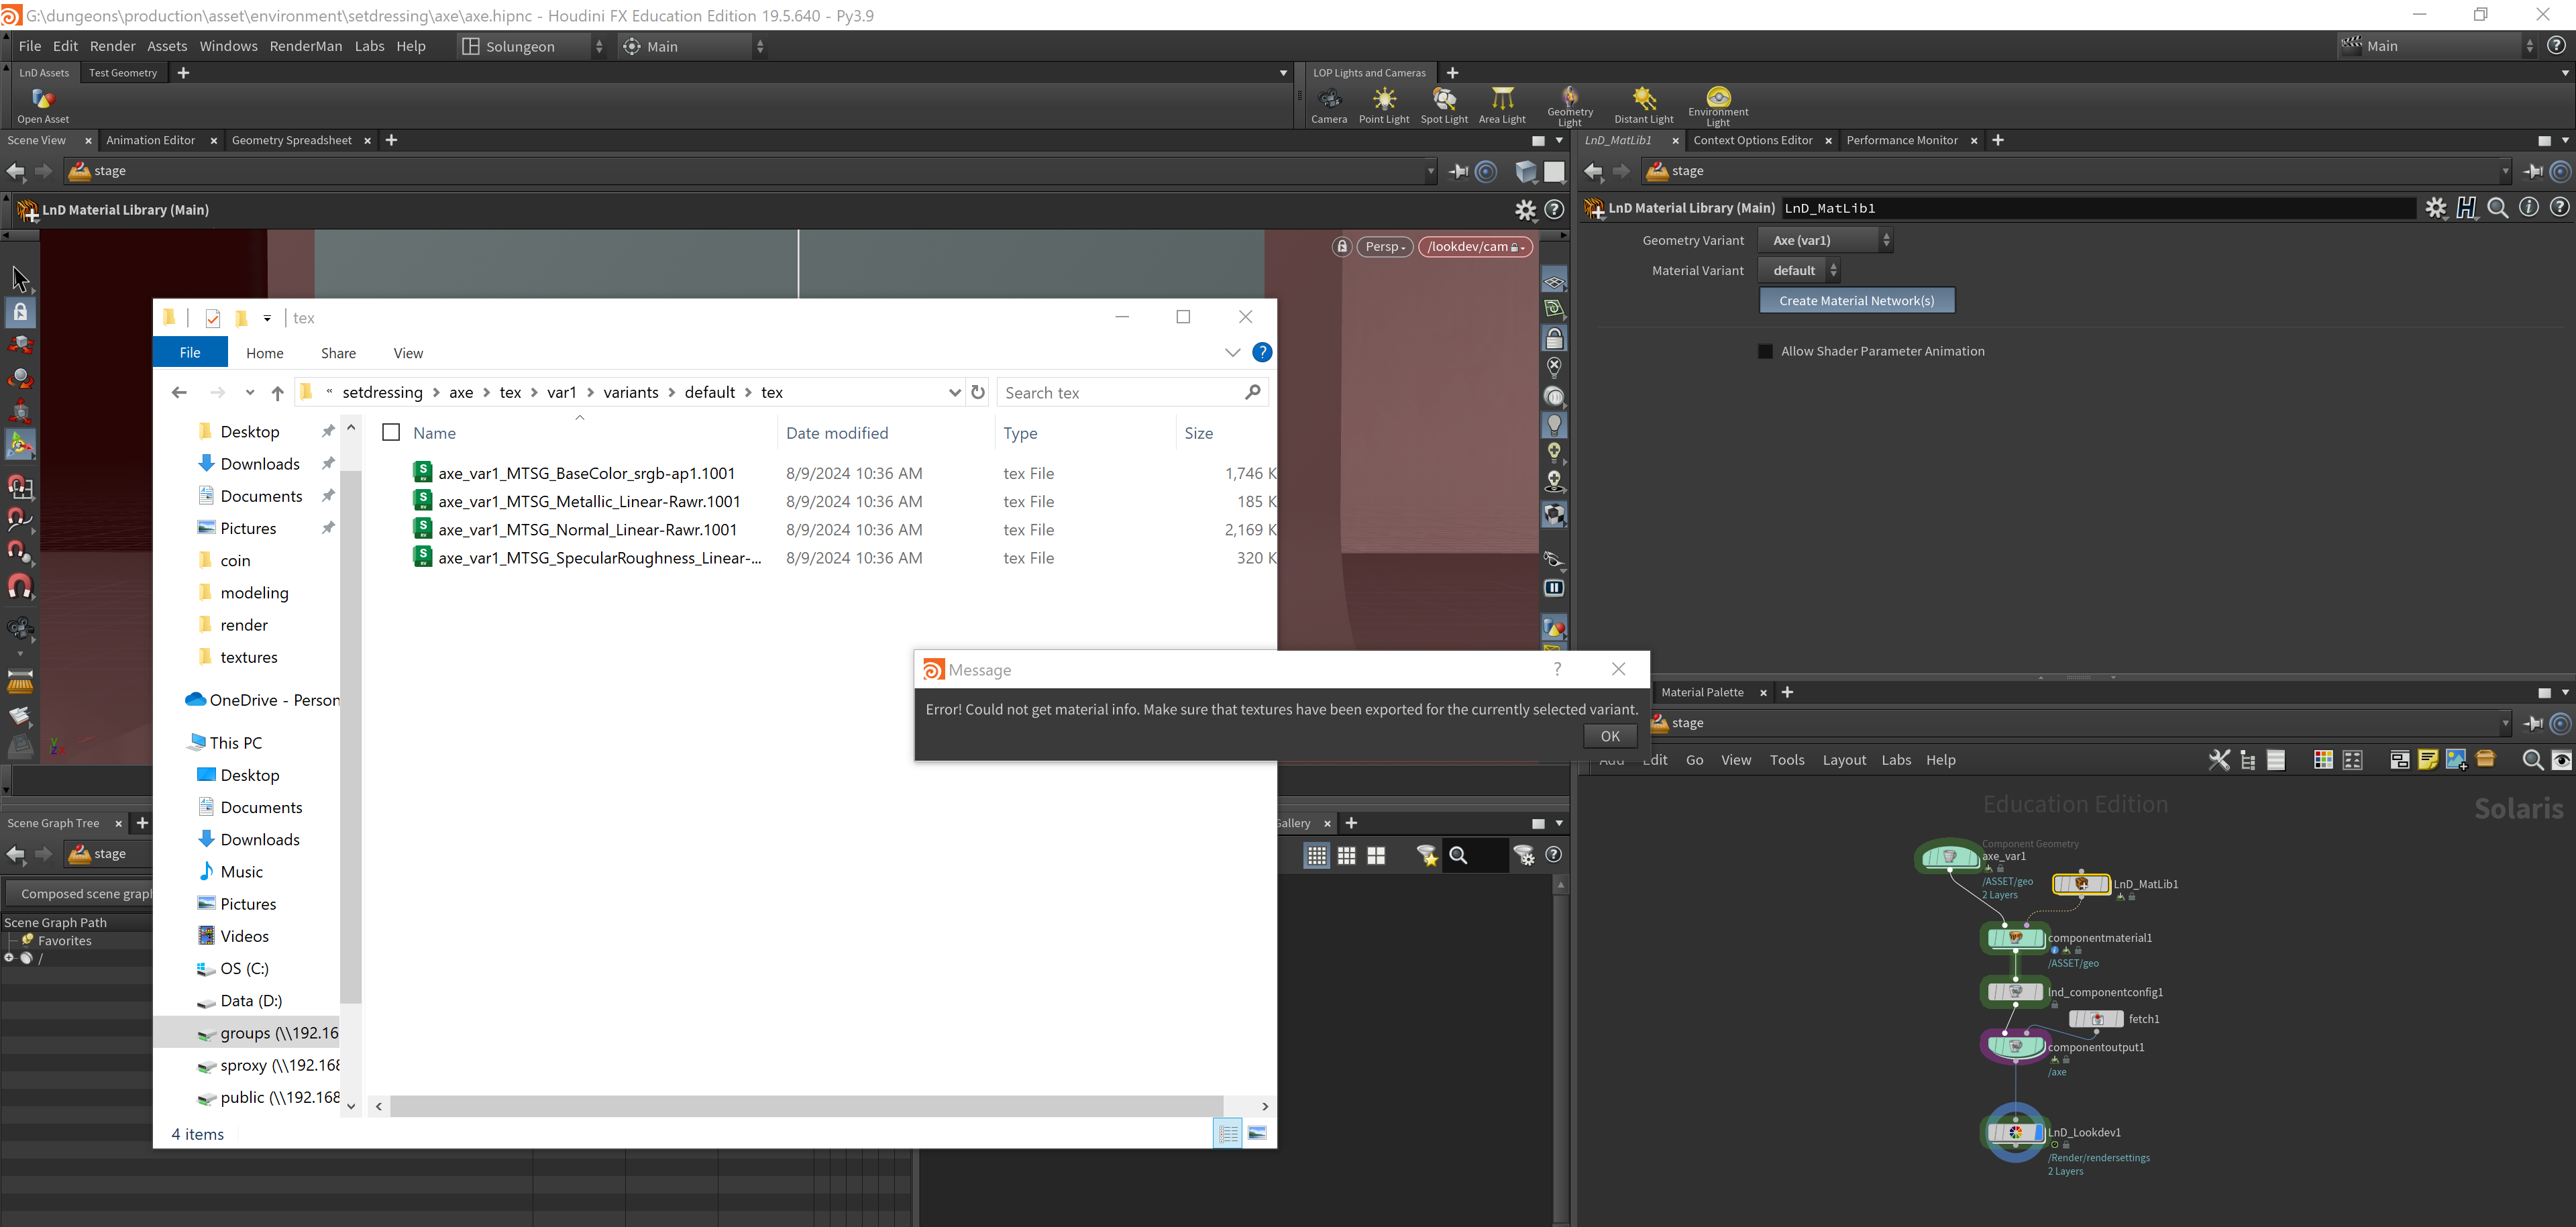 G:\dungeons\production\asset\environment\setdressing\axe\axe.hipnc - Houdini FX Education Edition 19.5.640 - Py3.9
File Edit Render Assets Windows RenderMan Labs Help Solungeon Main Main
LnD Assets Test Geometry LOP Lights and Cameras
Open Asset Camera Point Light Spot Light Area Light Geometry Light Distant Light Environment Light
Scene View Animation Editor Geometry Spreadsheet LnD_MatLib1 Context Options Editor Performance Monitor
stage stage
LnD Material Library (Main) LnD Material Library (Main) LnD_MatLib1
Persp /lookdev/cam
Geometry Variant Axe (var1)
Material Variant default
Create Material Network(s)
Allow Shader Parameter Animation
tex
File Home Share View
« setdressing > axe > tex > var1 > variants > default > tex Search tex
Name Date modified Type Size
axe_var1_MTSG_BaseColor_srgb-ap1.1001 8/9/2024 10:36 AM tex File 1,746 K
axe_var1_MTSG_Metallic_Linear-Rawr.1001 8/9/2024 10:36 AM tex File 185 K
axe_var1_MTSG_Normal_Linear-Rawr.1001 8/9/2024 10:36 AM tex File 2,169 K
axe_var1_MTSG_SpecularRoughness_Linear-... 8/9/2024 10:36 AM tex File 320 K
Desktop
Downloads
Documents
Pictures
coin
modeling
render
textures
OneDrive - Person
This PC
Desktop
Documents
Downloads
Music
Pictures
Videos
OS (C:)
Data (D:)
groups (\\192.16
sproxy (\\192.168
public (\\192.168
4 items
Message
Error! Could not get material info. Make sure that textures have been exported for the currently selected variant.
OK
Material Palette
stage
Add Edit Go View Tools Layout Labs Help
Education Edition Solaris
Component Geometry
axe_var1
/ASSET/geo
2 Layers
LnD_MatLib1
componentmaterial1
/ASSET/geo
lnd_componentconfig1
fetch1
componentoutput1
/axe
LnD_Lookdev1
/Render/rendersettings
2 Layers
Scene Graph Tree Gallery
stage
Composed scene graph
Scene Graph Path
Favorites
/